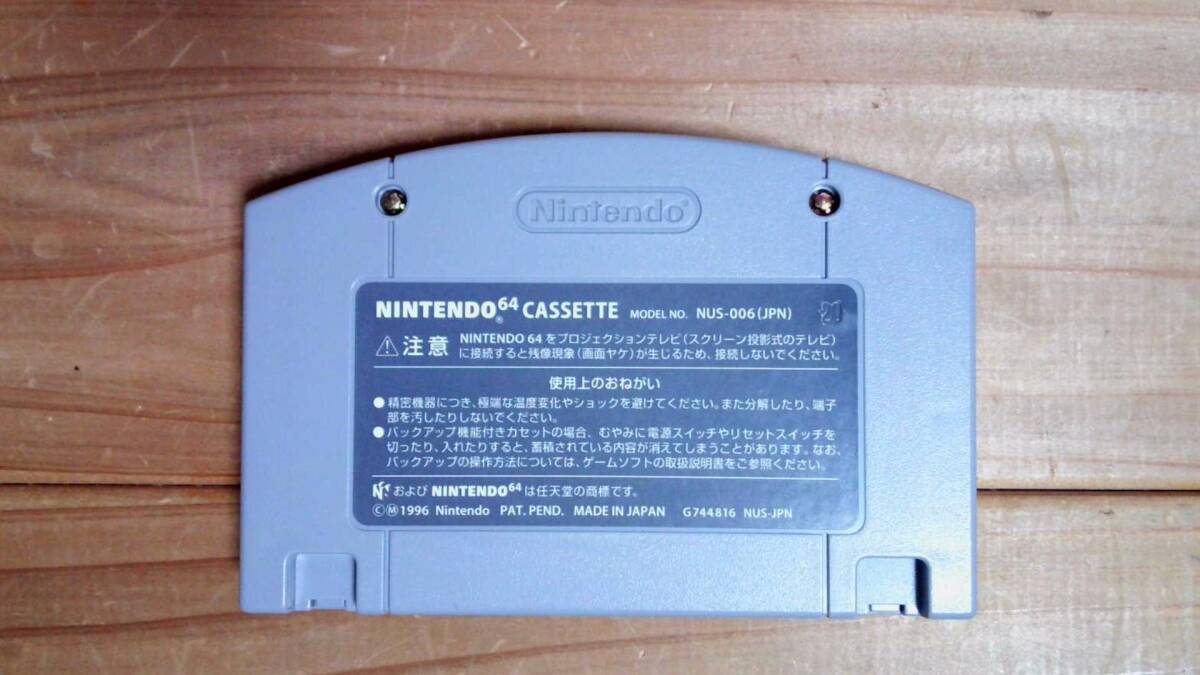 Nintendo®
NINTENDO64® CASSETTE MODEL NO. NUS-006(JPN) 21
注意 NINTENDO 64 をプロジェクションテレビ(スクリーン投影式のテレビ)
に接続すると残像現象(画面ヤケ)が生じるため、接続しないでください。
使用上のおねがい
●精密機器につき、極端な温度変化やショックを避けてください。また分解したり、端子
部を汚したりしないでください。
●バックアップ機能付きカセットの場合、むやみに電源スイッチやリセットスイッチを
切ったり、入れたりすると、蓄積されている内容が消えてしまうことがあります。なお、
バックアップの操作方法については、ゲームソフトの取扱説明書をご参照ください。
および NINTENDO64 は任天堂の商標です。
ⒸⓂ1996 Nintendo PAT. PEND. MADE IN JAPAN G744816 NUS-JPN